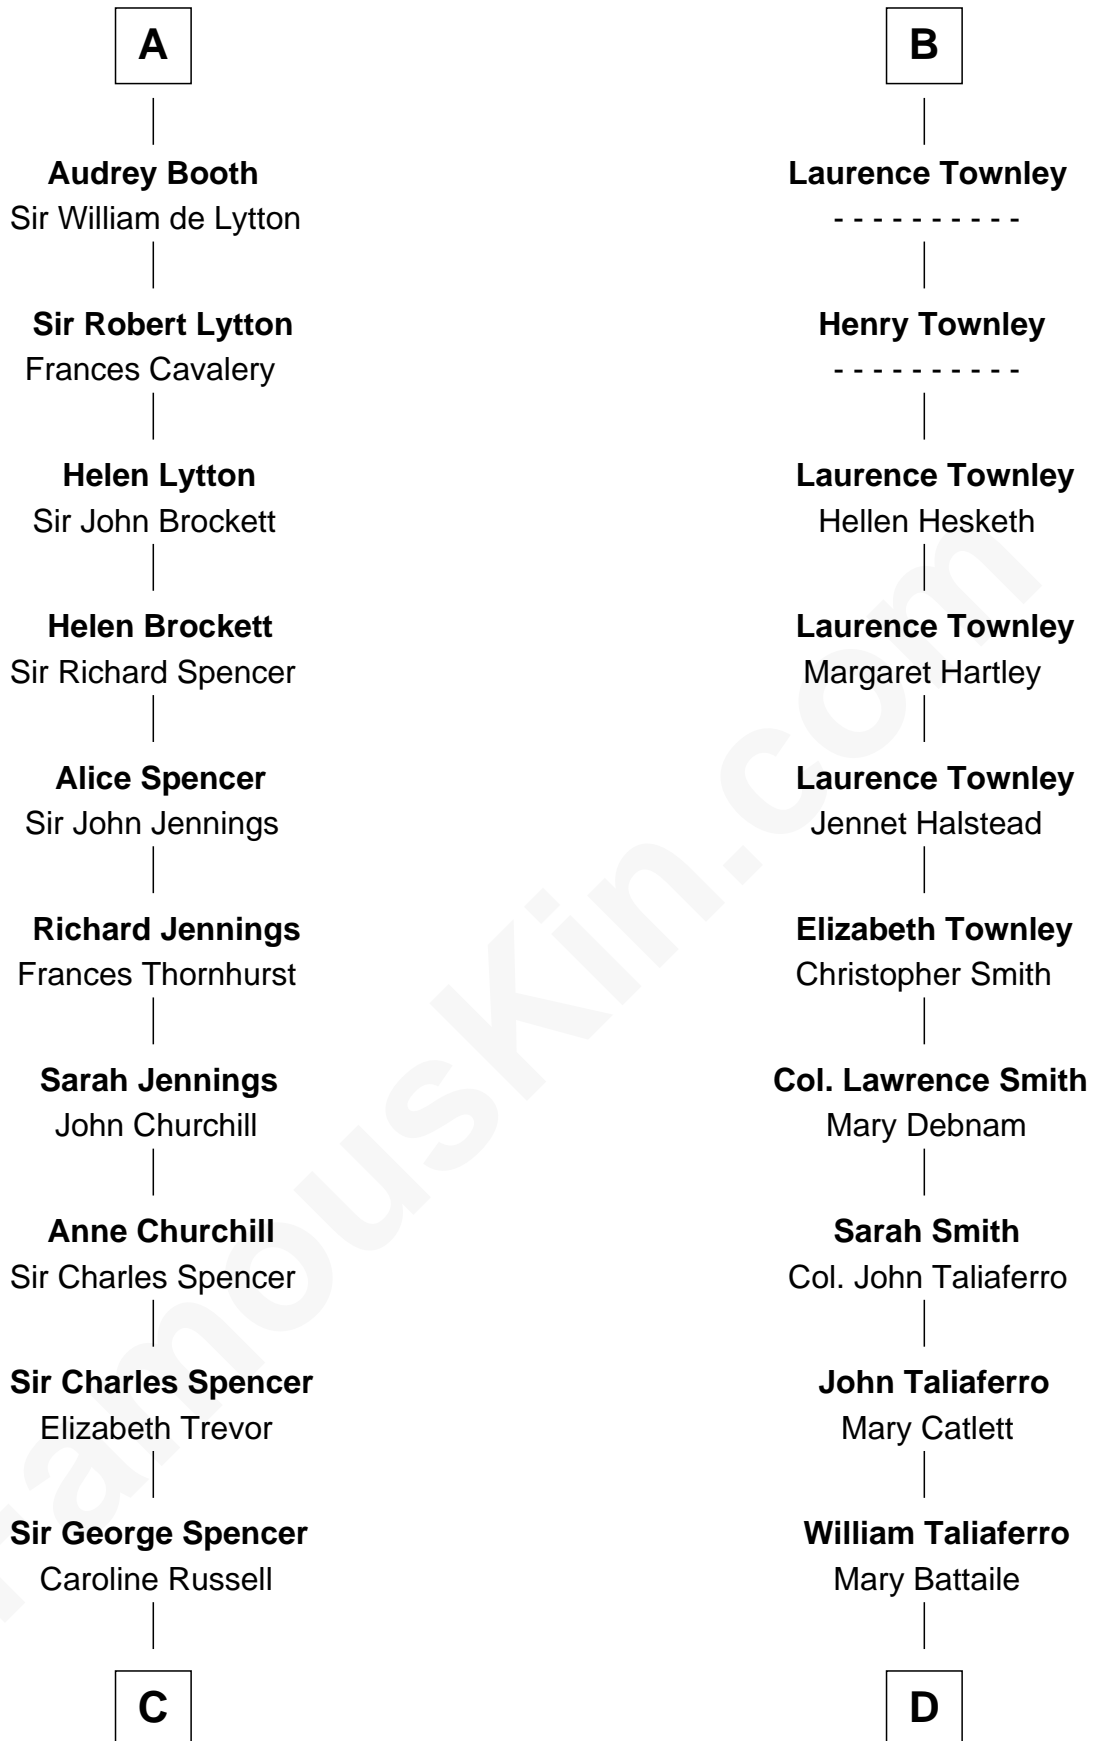 A
Audrey Booth
Sir William de Lytton
Sir Robert Lytton
Frances Cavalery
Helen Lytton
Sir John Brockett
Helen Brockett
Sir Richard Spencer
Alice Spencer
Sir John Jennings
Richard Jennings
Frances Thornhurst
Sarah Jennings
John Churchill
Anne Churchill
Sir Charles Spencer
Sir Charles Spencer
Elizabeth Trevor
Sir George Spencer
Caroline Russell
C
B
Laurence Townley
- - - - - - - - - -
Henry Townley
- - - - - - - - - -
Laurence Townley
Hellen Hesketh
Laurence Townley
Margaret Hartley
Laurence Townley
Jennet Halstead
Elizabeth Townley
Christopher Smith
Col. Lawrence Smith
Mary Debnam
Sarah Smith
Col. John Taliaferro
John Taliaferro
Mary Catlett
William Taliaferro
Mary Battaile
D
FamousKin.com